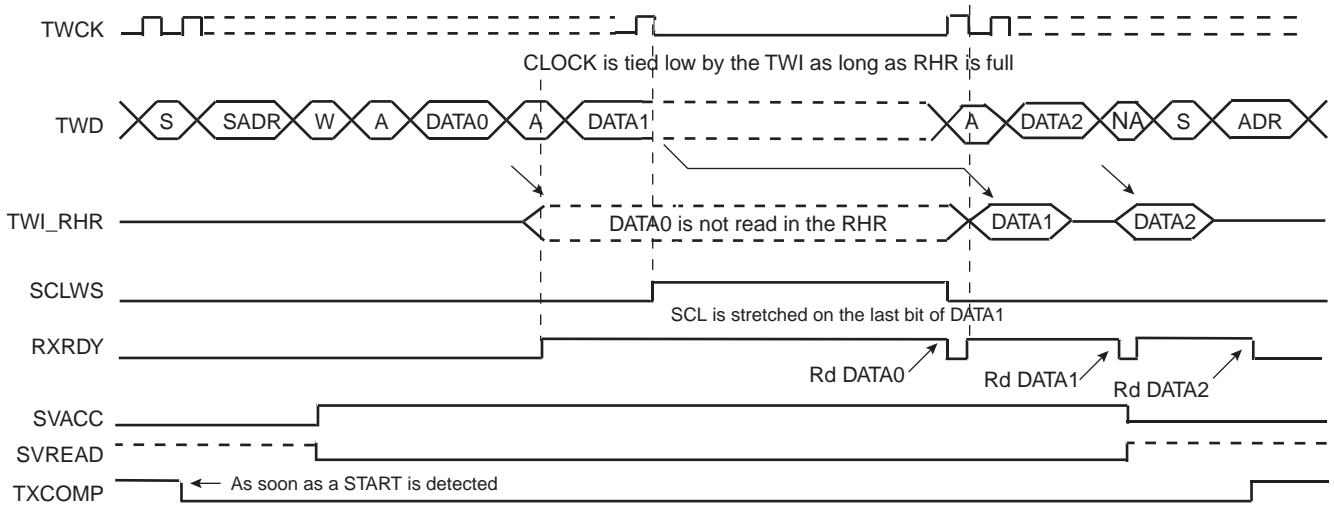 TWCK
CLOCK is tied low by the TWI as long as RHR is full
TWD S SADR W A DATA0 A DATA1 A DATA2 NA S ADR
TWI_RHR DATA0 is not read in the RHR DATA1 DATA2
SCLWS
SCL is stretched on the last bit of DATA1
RXRDY
Rd DATA0 Rd DATA1 Rd DATA2
SVACC
SVREAD
TXCOMP As soon as a START is detected